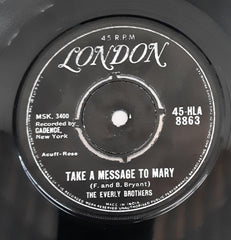 45 R.P.M
LONDON
MSK. 3400
Recorded by
CADENCE,
New York
45-HLA
8863
Acuff-Rose
TAKE A MESSAGE TO MARY
(F. and B. Bryant)
THE EVERLY BROTHERS
MADE IN INDIA